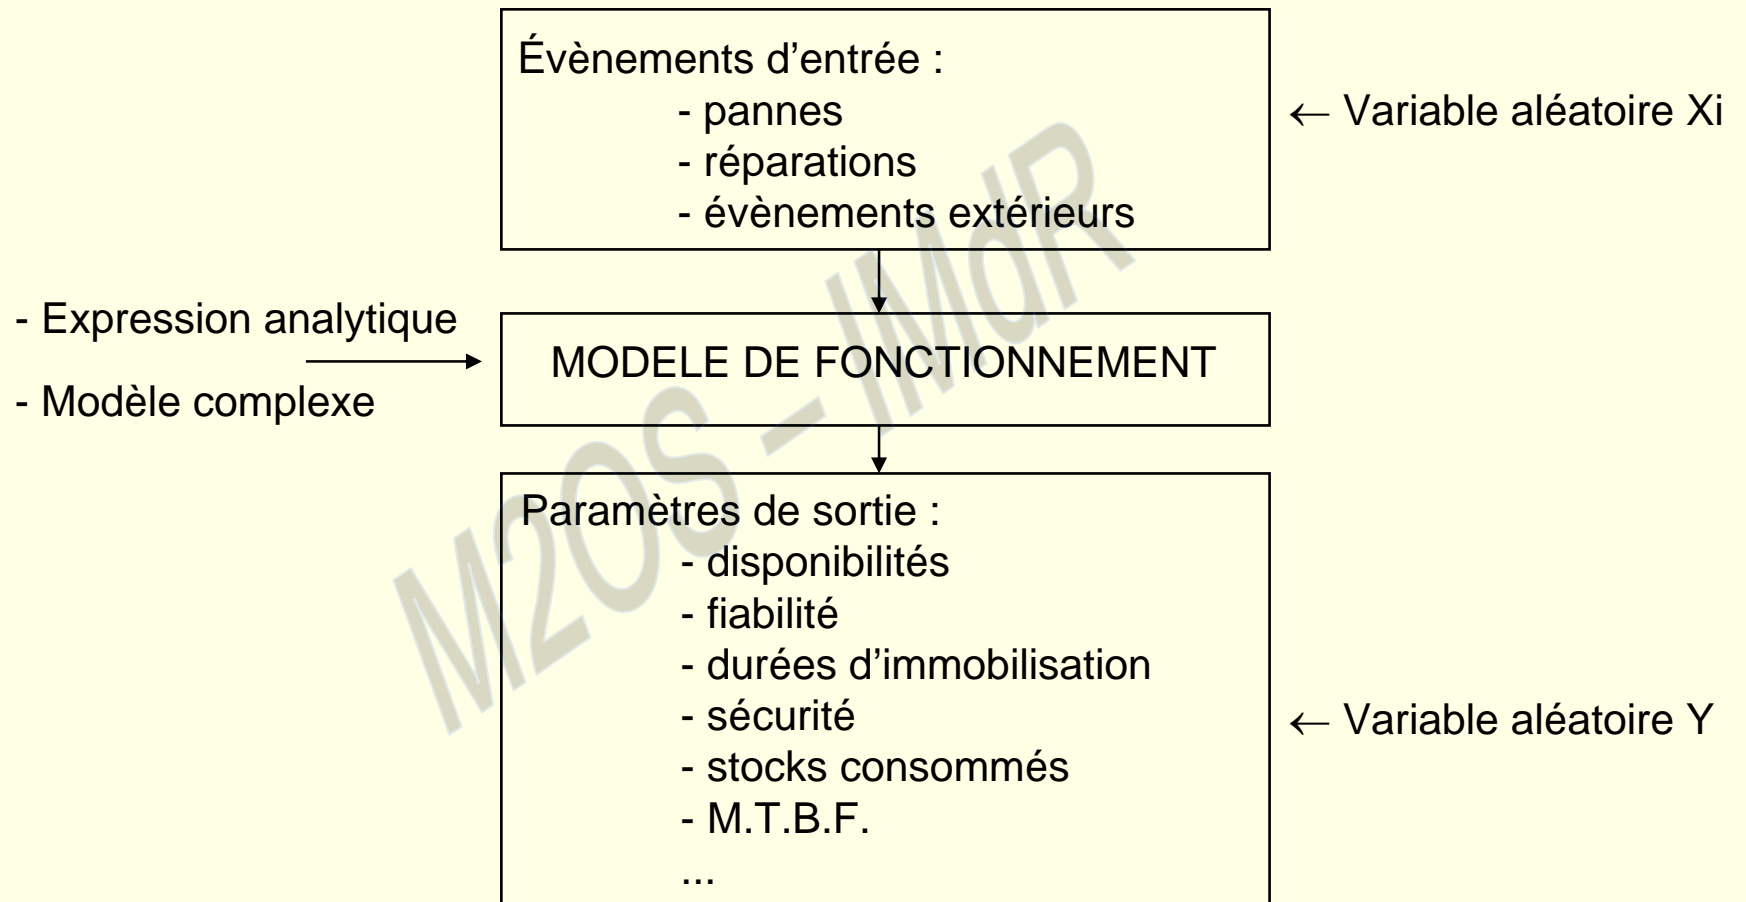 Évènements d'entrée :
- pannes
- réparations
- évènements extérieurs
← Variable aléatoire Xi
- Expression analytique
- Modèle complexe
MODELE DE FONCTIONNEMENT
Paramètres de sortie :
- disponibilités
- fiabilité
- durées d'immobilisation
- sécurité
- stocks consommés
- M.T.B.F.
...
← Variable aléatoire Y
M2OS – IMdR